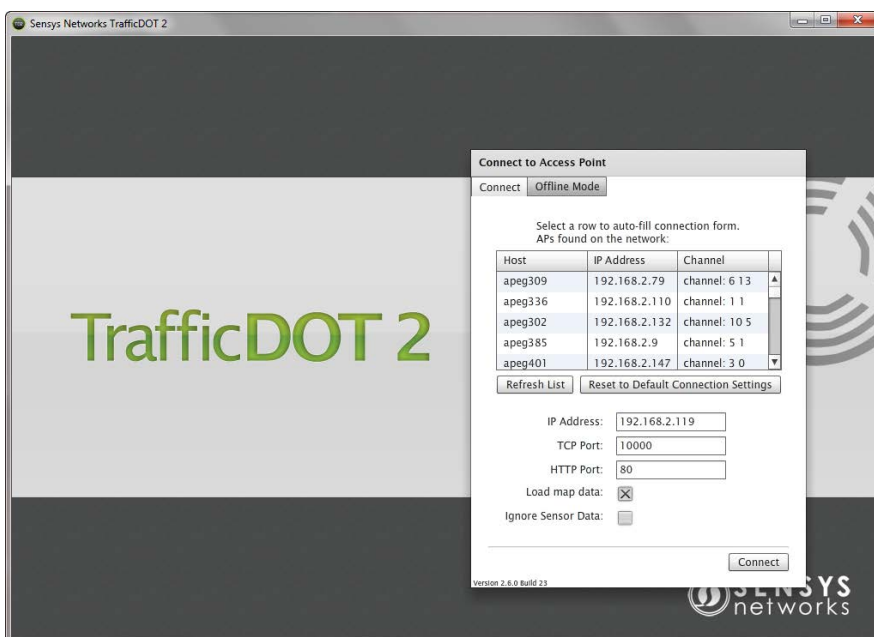 Sensys Networks TrafficDOT 2
TrafficDOT 2
Connect to Access Point
Connect Offline Mode
Select a row to auto-fill connection form.
APs found on the network:
Host IP Address Channel
apeg309 192.168.2.79 channel: 6 13
apeg336 192.168.2.110 channel: 1 1
apeg302 192.168.2.132 channel: 10 5
apeg385 192.168.2.9 channel: 5 1
apeg401 192.168.2.147 channel: 3 0
Refresh List Reset to Default Connection Settings
IP Address: 192.168.2.119
TCP Port: 10000
HTTP Port: 80
Load map data:
Ignore Sensor Data:
Connect
Version 2.6.0 Build 23
SENSYS
networks